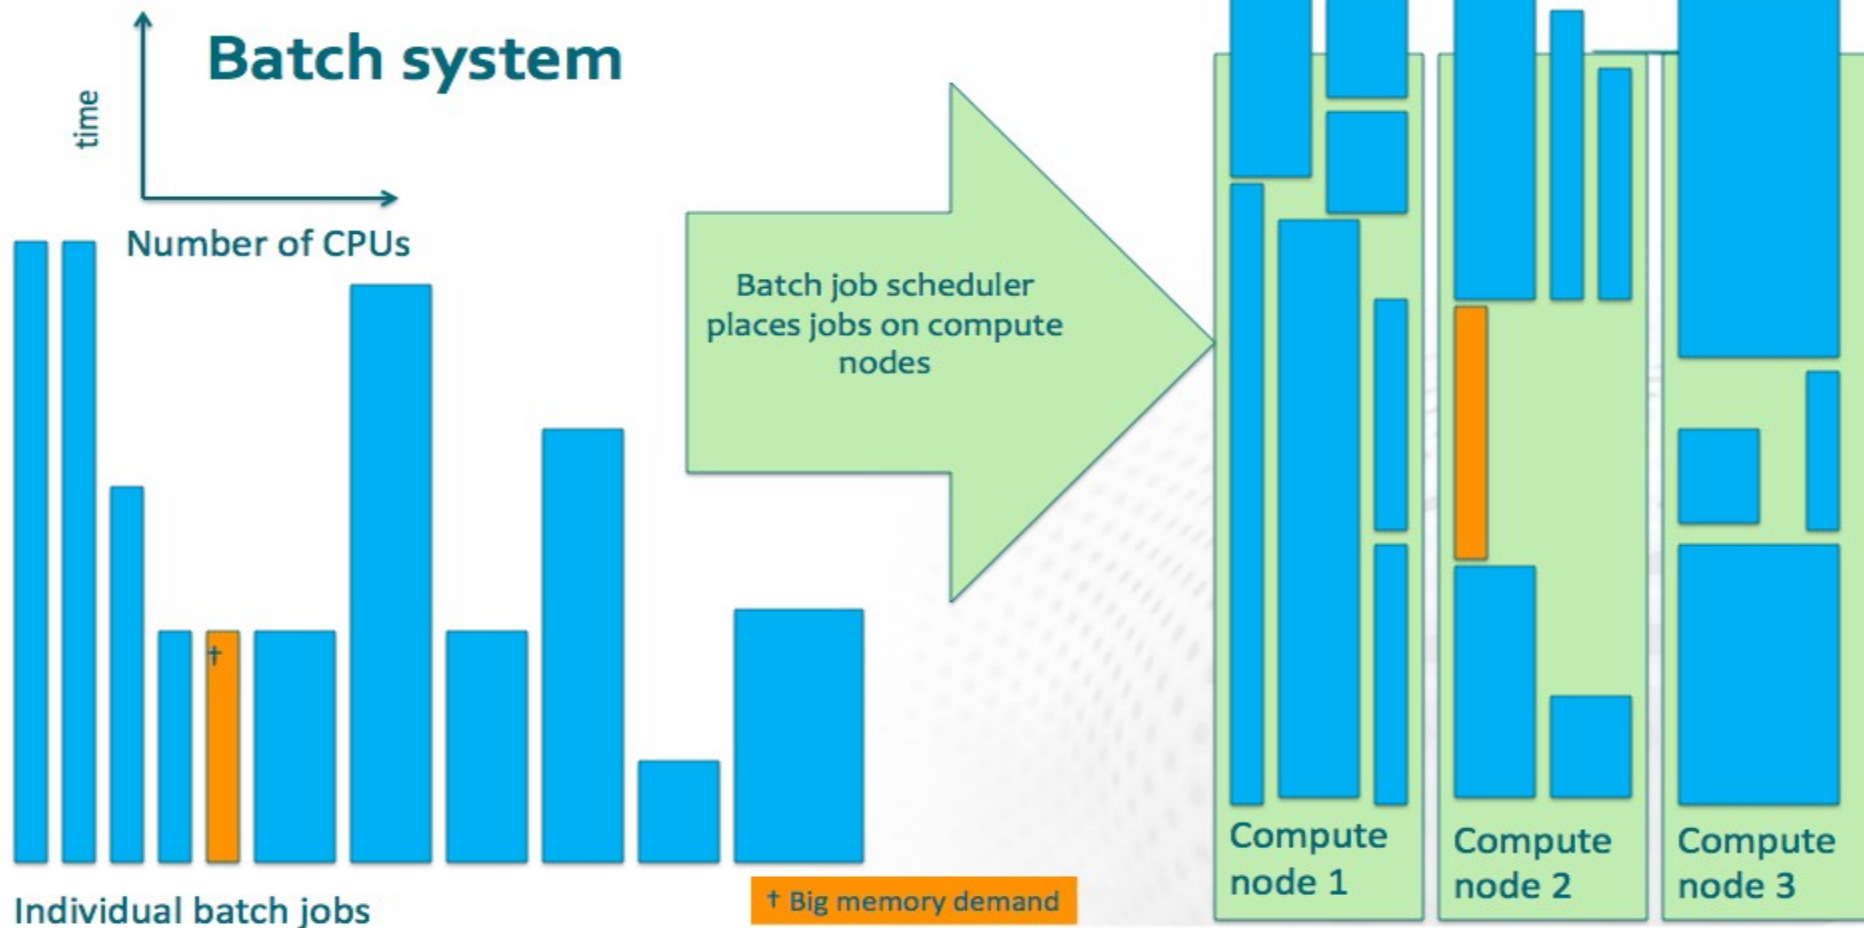 Batch system
time
Number of CPUs
Batch job scheduler
places jobs on compute
nodes
†
Individual batch jobs
† Big memory demand
Compute
node 1
Compute
node 2
Compute
node 3